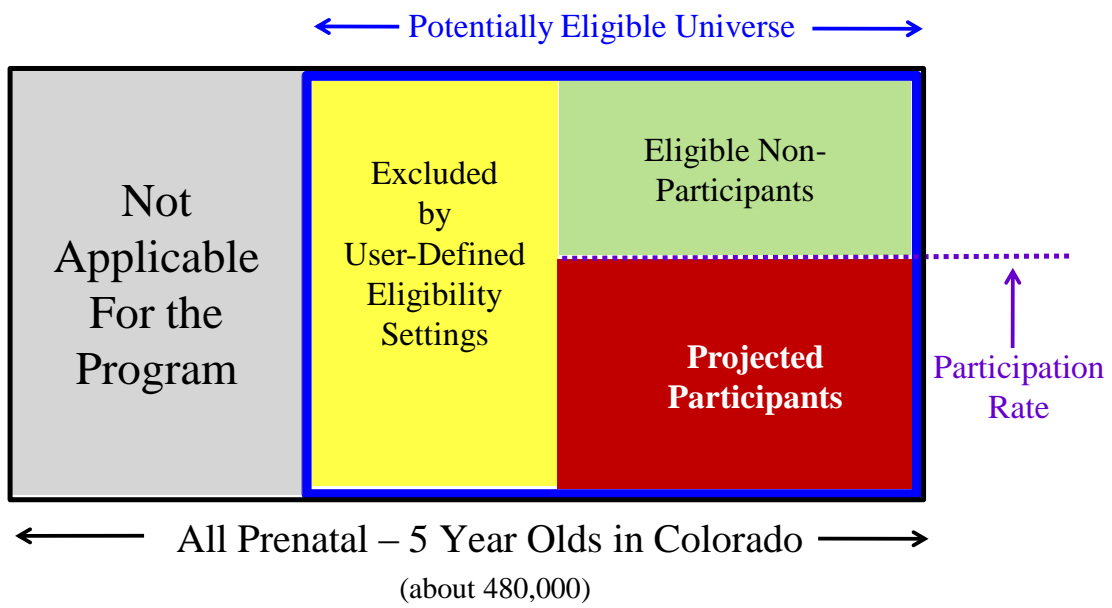 Potentially Eligible Universe
Not
Applicable
For the
Program
Excluded
by
User-Defined
Eligibility
Settings
Eligible Non-
Participants
Projected
Participants
Participation
Rate
All Prenatal – 5 Year Olds in Colorado
(about 480,000)